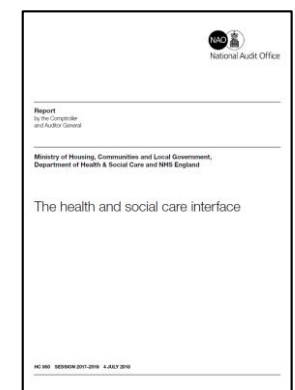 NAO
National Audit Office
Report
by the Comptroller
and Auditor General
Ministry of Housing, Communities and Local Government,
Department of Health & Social Care and NHS England
The health and social care interface
HC 950 SESSION 2017–2019 4 JULY 2018